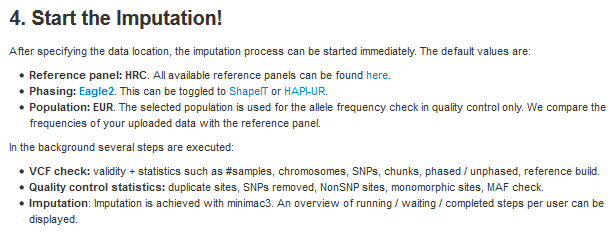 4. Start the Imputation!
After specifying the data location, the imputation process can be started immediately. The default values are:
• Reference panel: HRC. All available reference panels can be found here.
• Phasing: Eagle2. This can be toggled to ShapeIT or HAPI-UR.
• Population: EUR. The selected population is used for the allele frequency check in quality control only. We compare the
frequencies of your uploaded data with the reference panel.
In the background several steps are executed:
• VCF check: validity + statistics such as #samples, chromosomes, SNPs, chunks, phased / unphased, reference build.
• Quality control statistics: duplicate sites, SNPs removed, NonSNP sites, monomorphic sites, MAF check.
• Imputation: Imputation is achieved with minimac3. An overview of running / waiting / completed steps per user can be
displayed.